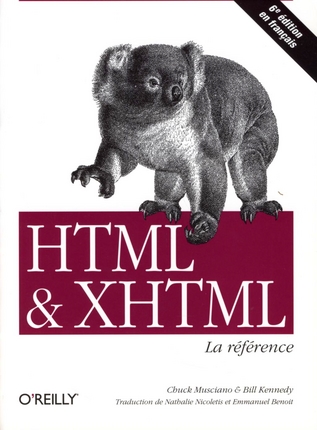 6e édition
en français
HTML
& XHTML
La référence
Chuck Musciano & Bill Kennedy
O'REILLY
Traduction de Nathalie Nicoletis et Emmanuel Benoit